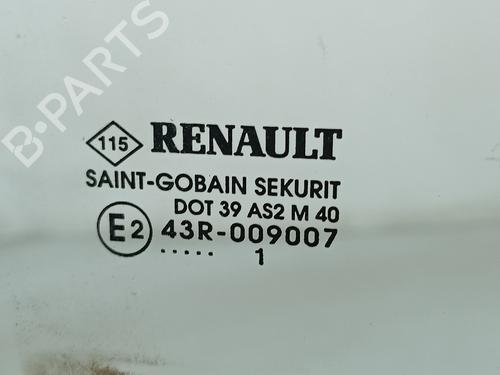 B-PARTS
115 RENAULT
SAINT-GOBAIN SEKURIT
DOT 39 AS2 M 40
E2 43R-009007
..... 1